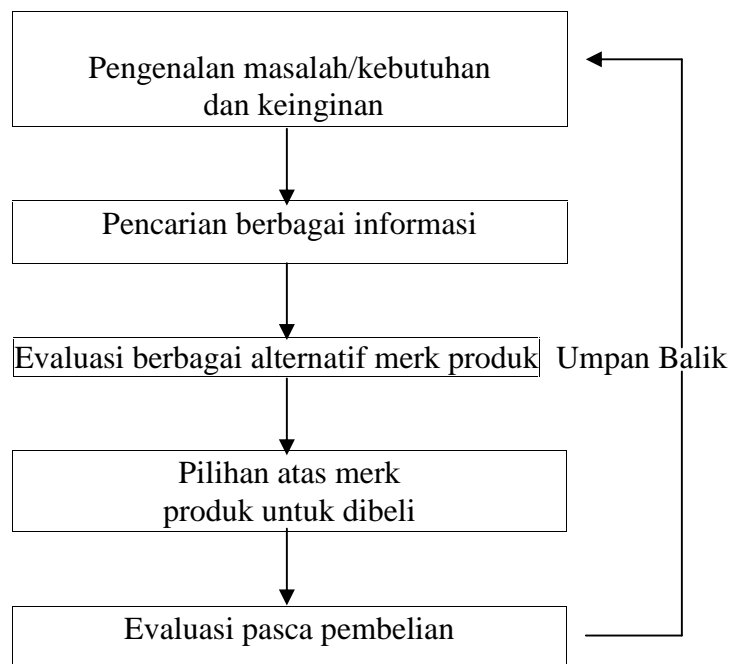 Pengenalan masalah/kebutuhan
dan keinginan
Pencarian berbagai informasi
Evaluasi berbagai alternatif merk produk
Umpan Balik
Pilihan atas merk
produk untuk dibeli
Evaluasi pasca pembelian